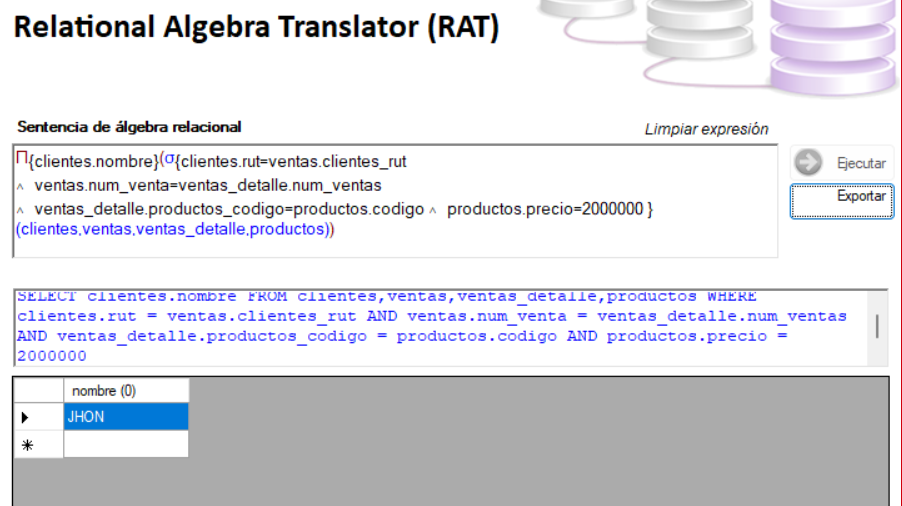 Relational Algebra Translator (RAT)
Sentencia de álgebra relacional
Limpiar expresión
Π{clientes.nombre}(σ{clientes.rut=ventas.clientes_rut
^ ventas.num_venta=ventas_detalle.num_ventas
^ ventas_detalle.productos_codigo=productos.codigo ^ productos.precio=2000000 }
(clientes,ventas,ventas_detalle,productos))
Ejecutar
Exportar
SELECT clientes.nombre FROM clientes,ventas,ventas_detalle,productos WHERE
clientes.rut = ventas.clientes_rut AND ventas.num_venta = ventas_detalle.num_ventas
AND ventas_detalle.productos_codigo = productos.codigo AND productos.precio =
2000000
nombre (0)
JHON